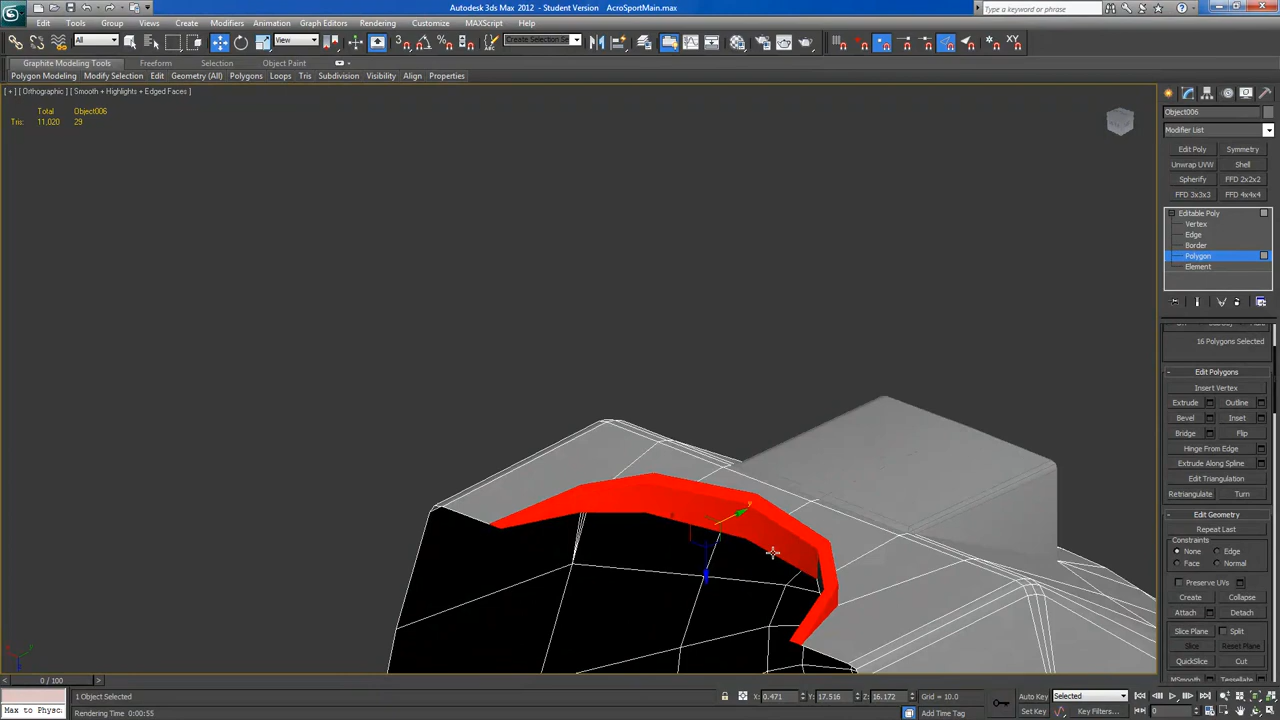 Autodesk 3ds Max 2012 - Student Version AcroSportMain.max
Type a keyword or phrase
Edit Tools Group Views Create Modifiers Animation Graph Editors Rendering Customize MAXScript Help
All View Create Selection Se
Graphite Modeling Tools Freeform Selection Object Paint
Polygon Modeling Modify Selection Edit Geometry (All) Polygons Loops Tris Subdivision Visibility Align Properties
[ + ] [ Orthographic ] [ Smooth + Highlights + Edged Faces ]
Total Object006
Tris: 11,020 29
Object006
Modifier List
Edit Poly Symmetry
Unwrap UVW Shell
Spherify FFD 2x2x2
FFD 3x3x3 FFD 4x4x4
Editable Poly
Vertex
Edge
Border
Polygon
Element
16 Polygons Selected
- Edit Polygons
Insert Vertex
Extrude Outline
Bevel Inset
Bridge Flip
Hinge From Edge
Extrude Along Spline
Edit Triangulation
Retriangulate Turn
- Edit Geometry
Repeat Last
Constraints
None Edge
Face Normal
Preserve UVs
Create Collapse
Attach Detach
Slice Plane Split
Slice Reset Plane
QuickSlice Cut
MSmooth Tessellate
0 / 100
1 Object Selected
X: 0.471 Y: 17.516 Z: 16.172 Grid = 10.0
Auto Key Selected
Max to Physc
Rendering Time 0:00:55
Add Time Tag
Set Key Key Filters... 0